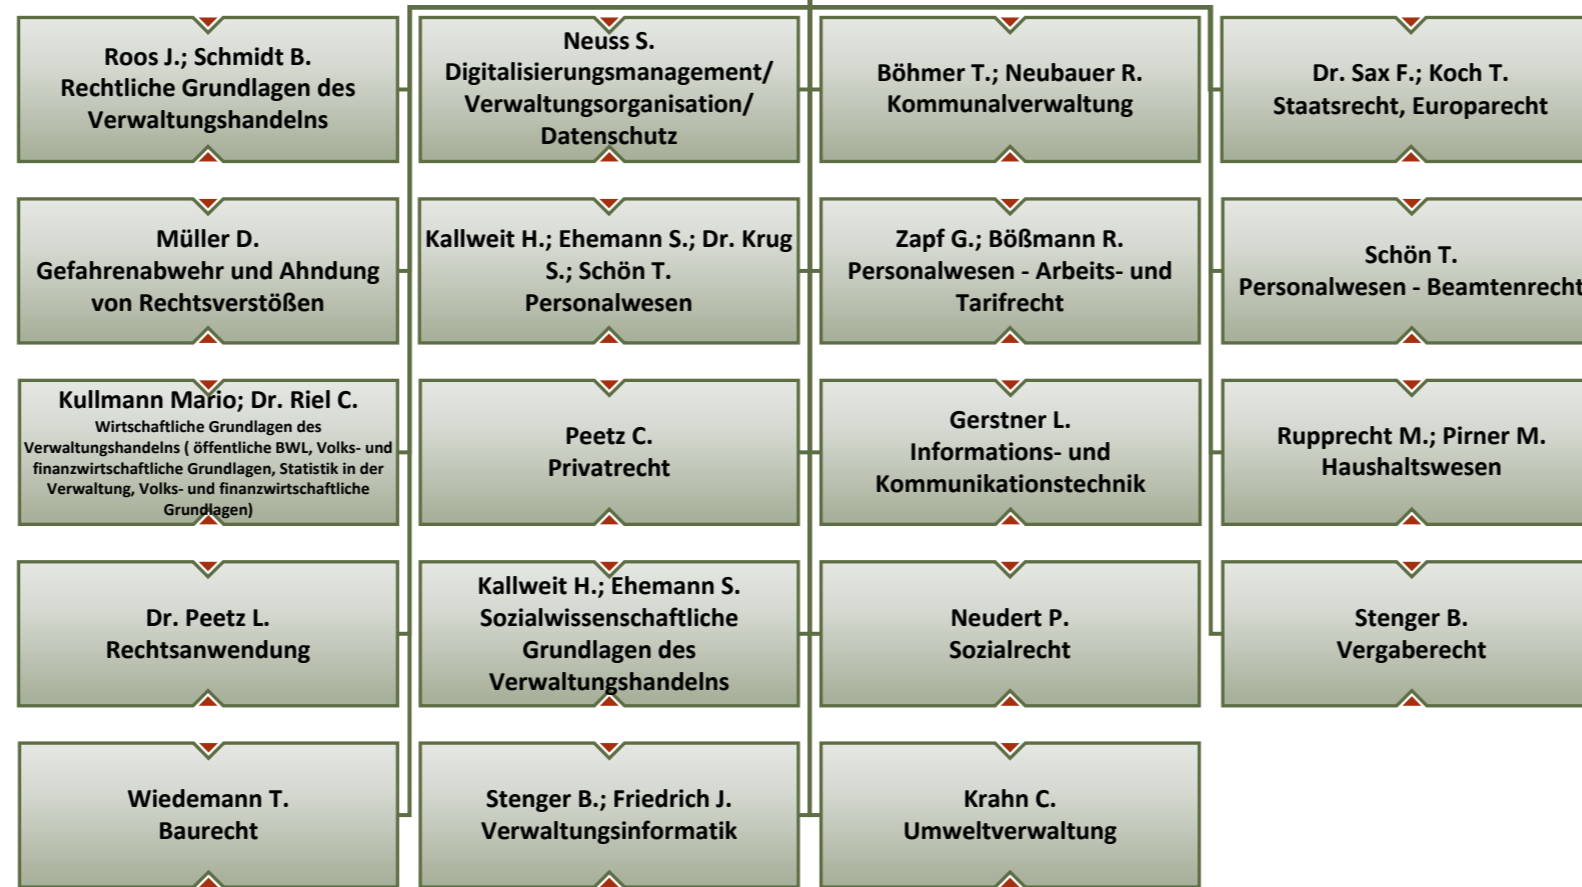 Roos J.; Schmidt B.
Rechtliche Grundlagen des
Verwaltungshandelns
Neuss S.
Digitalisierungsmanagement/
Verwaltungsorganisation/
Datenschutz
Böhmer T.; Neubauer R.
Kommunalverwaltung
Dr. Sax F.; Koch T.
Staatsrecht, Europarecht
Müller D.
Gefahrenabwehr und Ahndung
von Rechtsverstößen
Kallweit H.; Ehemann S.; Dr. Krug
S.; Schön T.
Personalwesen
Zapf G.; Bößmann R.
Personalwesen - Arbeits- und
Tarifrecht
Schön T.
Personalwesen - Beamtenrecht
Kullmann Mario; Dr. Riel C.
Wirtschaftliche Grundlagen des
Verwaltungshandelns ( öffentliche BWL, Volks- und
finanzwirtschaftliche Grundlagen, Statistik in der
Verwaltung, Volks- und finanzwirtschaftliche
Grundlagen)
Peetz C.
Privatrecht
Gerstner L.
Informations- und
Kommunikationstechnik
Rupprecht M.; Pirner M.
Haushaltswesen
Dr. Peetz L.
Rechtsanwendung
Kallweit H.; Ehemann S.
Sozialwissenschaftliche
Grundlagen des
Verwaltungshandelns
Neudert P.
Sozialrecht
Stenger B.
Vergaberecht
Wiedemann T.
Baurecht
Stenger B.; Friedrich J.
Verwaltungsinformatik
Krahn C.
Umweltverwaltung